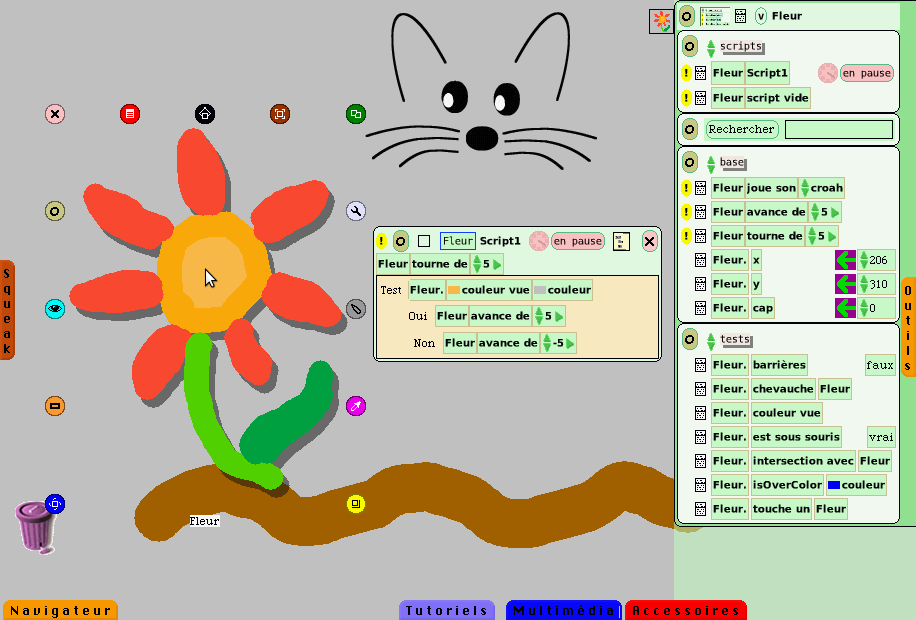 v Fleur
scripts
! Fleur Script1 en pause
! Fleur script vide
Rechercher
base
! Fleur joue son croah
! Fleur avance de 5
! Fleur tourne de 5
Fleur. x 206
Fleur. y 310
Fleur. cap 0
tests
Fleur. barrières faux
Fleur. chevauche Fleur
Fleur. couleur vue
Fleur. est sous souris vrai
Fleur. intersection avec Fleur
Fleur. isOverColor couleur
Fleur. touche un Fleur
! Fleur Script1 en pause
Fleur tourne de 5
Test Fleur. couleur vue couleur
Oui Fleur avance de 5
Non Fleur avance de -5
Squeak
Outils
Fleur
Navigateur
Tutoriels
Multimédia
Accessoires